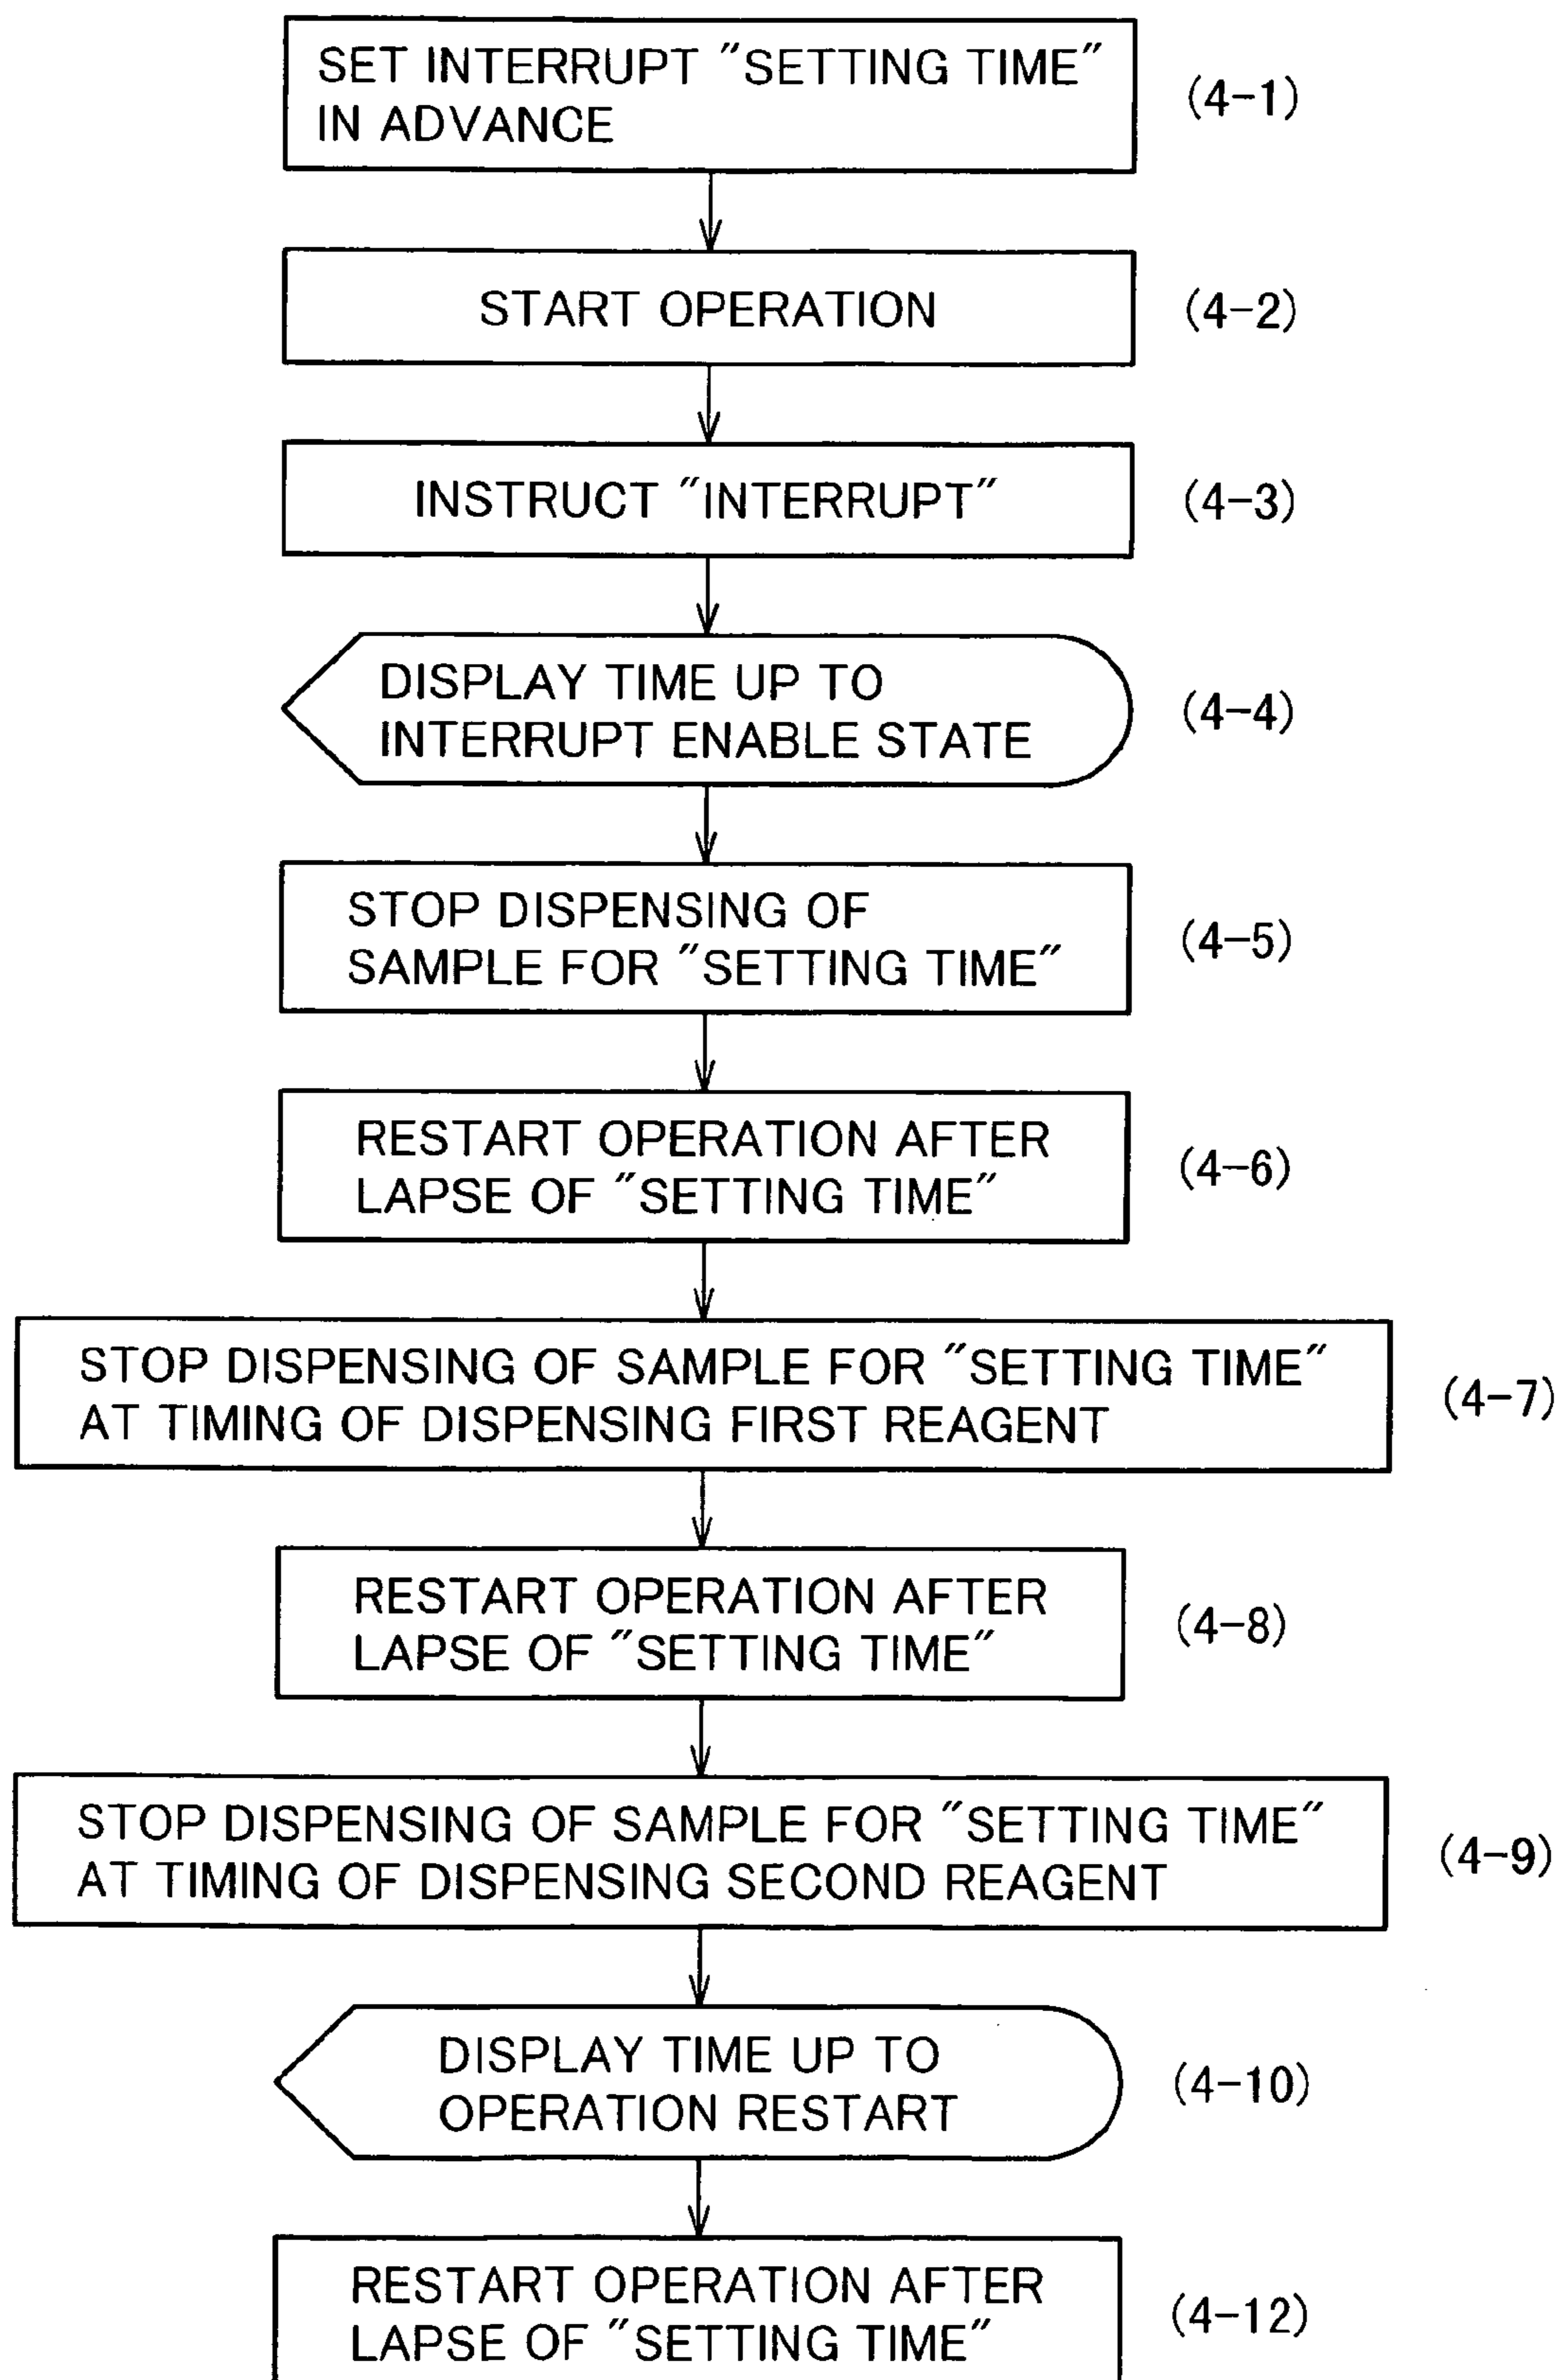 SET INTERRUPT "SETTING TIME"
IN ADVANCE
(4-1)
START OPERATION
(4-2)
INSTRUCT "INTERRUPT"
(4-3)
DISPLAY TIME UP TO
INTERRUPT ENABLE STATE
(4-4)
STOP DISPENSING OF
SAMPLE FOR "SETTING TIME"
(4-5)
RESTART OPERATION AFTER
LAPSE OF "SETTING TIME"
(4-6)
STOP DISPENSING OF SAMPLE FOR "SETTING TIME"
AT TIMING OF DISPENSING FIRST REAGENT
(4-7)
RESTART OPERATION AFTER
LAPSE OF "SETTING TIME"
(4-8)
STOP DISPENSING OF SAMPLE FOR "SETTING TIME"
AT TIMING OF DISPENSING SECOND REAGENT
(4-9)
DISPLAY TIME UP TO
OPERATION RESTART
(4-10)
RESTART OPERATION AFTER
LAPSE OF "SETTING TIME"
(4-12)